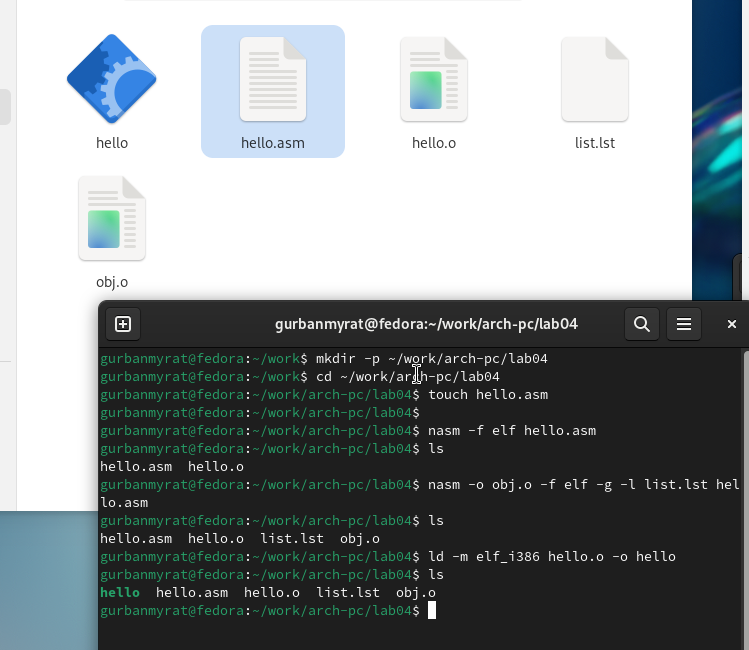 hello
hello.asm
hello.o
list.lst
obj.o
gurbanmyrat@fedora:~/work/arch-pc/lab04
gurbanmyrat@fedora:~/work$ mkdir -p ~/work/arch-pc/lab04
gurbanmyrat@fedora:~/work$ cd ~/work/arch-pc/lab04
gurbanmyrat@fedora:~/work/arch-pc/lab04$ touch hello.asm
gurbanmyrat@fedora:~/work/arch-pc/lab04$
gurbanmyrat@fedora:~/work/arch-pc/lab04$ nasm -f elf hello.asm
gurbanmyrat@fedora:~/work/arch-pc/lab04$ ls
hello.asm  hello.o
gurbanmyrat@fedora:~/work/arch-pc/lab04$ nasm -o obj.o -f elf -g -l list.lst hel
lo.asm
gurbanmyrat@fedora:~/work/arch-pc/lab04$ ls
hello.asm  hello.o  list.lst  obj.o
gurbanmyrat@fedora:~/work/arch-pc/lab04$ ld -m elf_i386 hello.o -o hello
gurbanmyrat@fedora:~/work/arch-pc/lab04$ ls
hello  hello.asm  hello.o  list.lst  obj.o
gurbanmyrat@fedora:~/work/arch-pc/lab04$